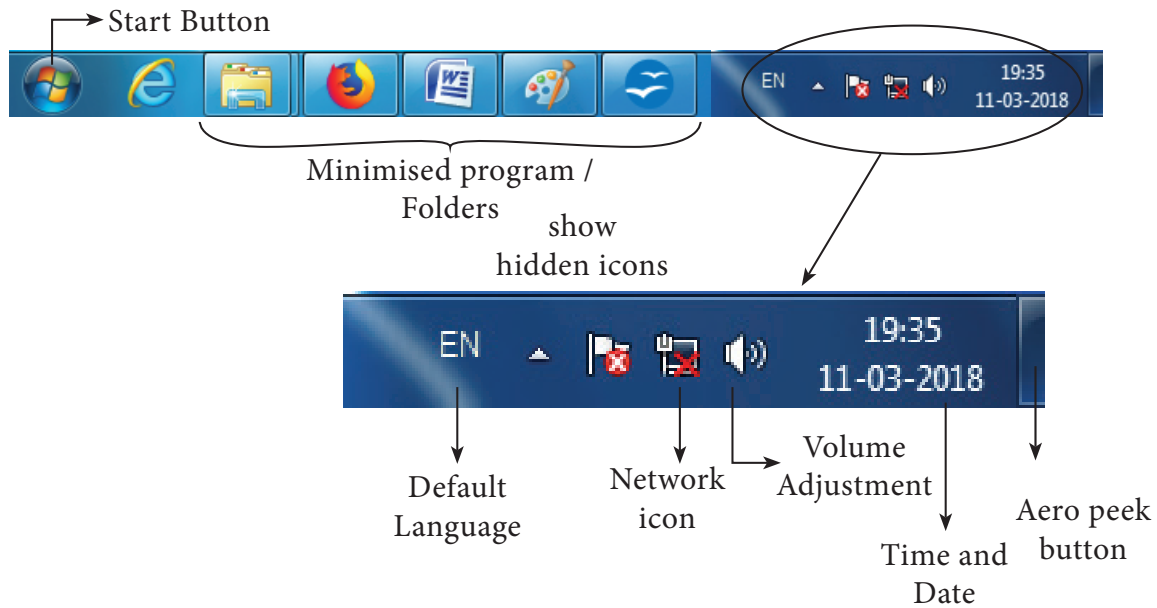 Start Button
EN
19:35
11-03-2018
Minimised program /
Folders
show
hidden icons
EN
19:35
11-03-2018
Default
Language
Network
icon
Volume
Adjustment
Time and
Date
Aero peek
button